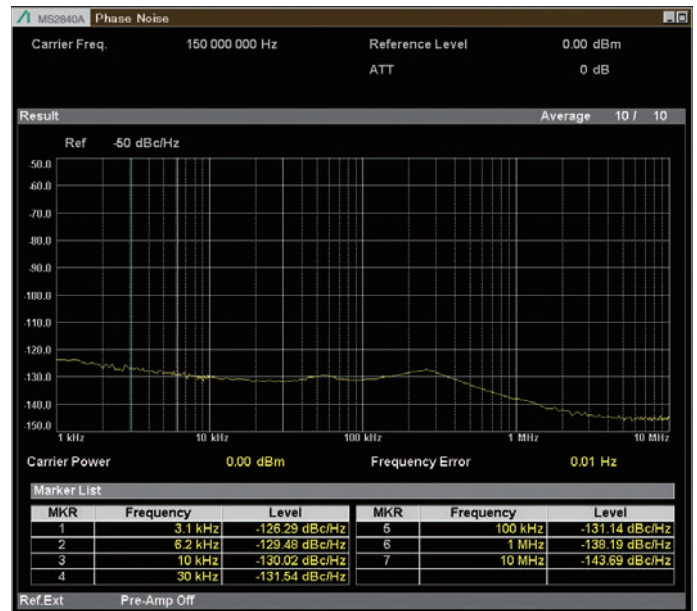 MS2840A Phase Noise
Carrier Freq. 150 000 000 Hz Reference Level 0.00 dBm
ATT 0 dB
Result Average 10 / 10
Ref -50 dBc/Hz
-50.0
-60.0
-70.0
-80.0
-90.0
-100.0
-110.0
-120.0
-130.0
-140.0
-150.0
1 kHz 10 kHz 100 kHz 1 MHz 10 MHz
Carrier Power 0.00 dBm Frequency Error 0.01 Hz
Marker List
MKR Frequency Level MKR Frequency Level
1 3.1 kHz -126.29 dBc/Hz 5 100 kHz -131.14 dBc/Hz
2 6.2 kHz -129.48 dBc/Hz 6 1 MHz -138.19 dBc/Hz
3 10 kHz -130.02 dBc/Hz 7 10 MHz -143.69 dBc/Hz
4 30 kHz -131.54 dBc/Hz
Ref.Ext Pre-Amp Off